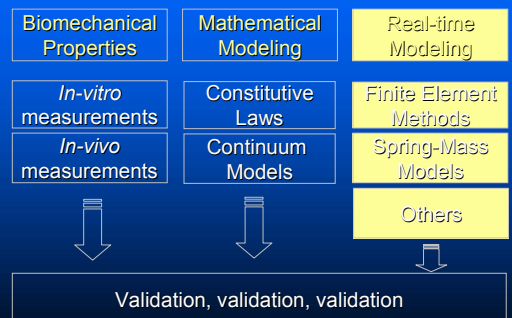 Biomechanical
Properties
Mathematical
Modeling
Real-time
Modeling
In-vitro
measurements
Constitutive
Laws
Finite Element
Methods
In-vivo
measurements
Continuum
Models
Spring-Mass
Models
Others
Validation, validation, validation